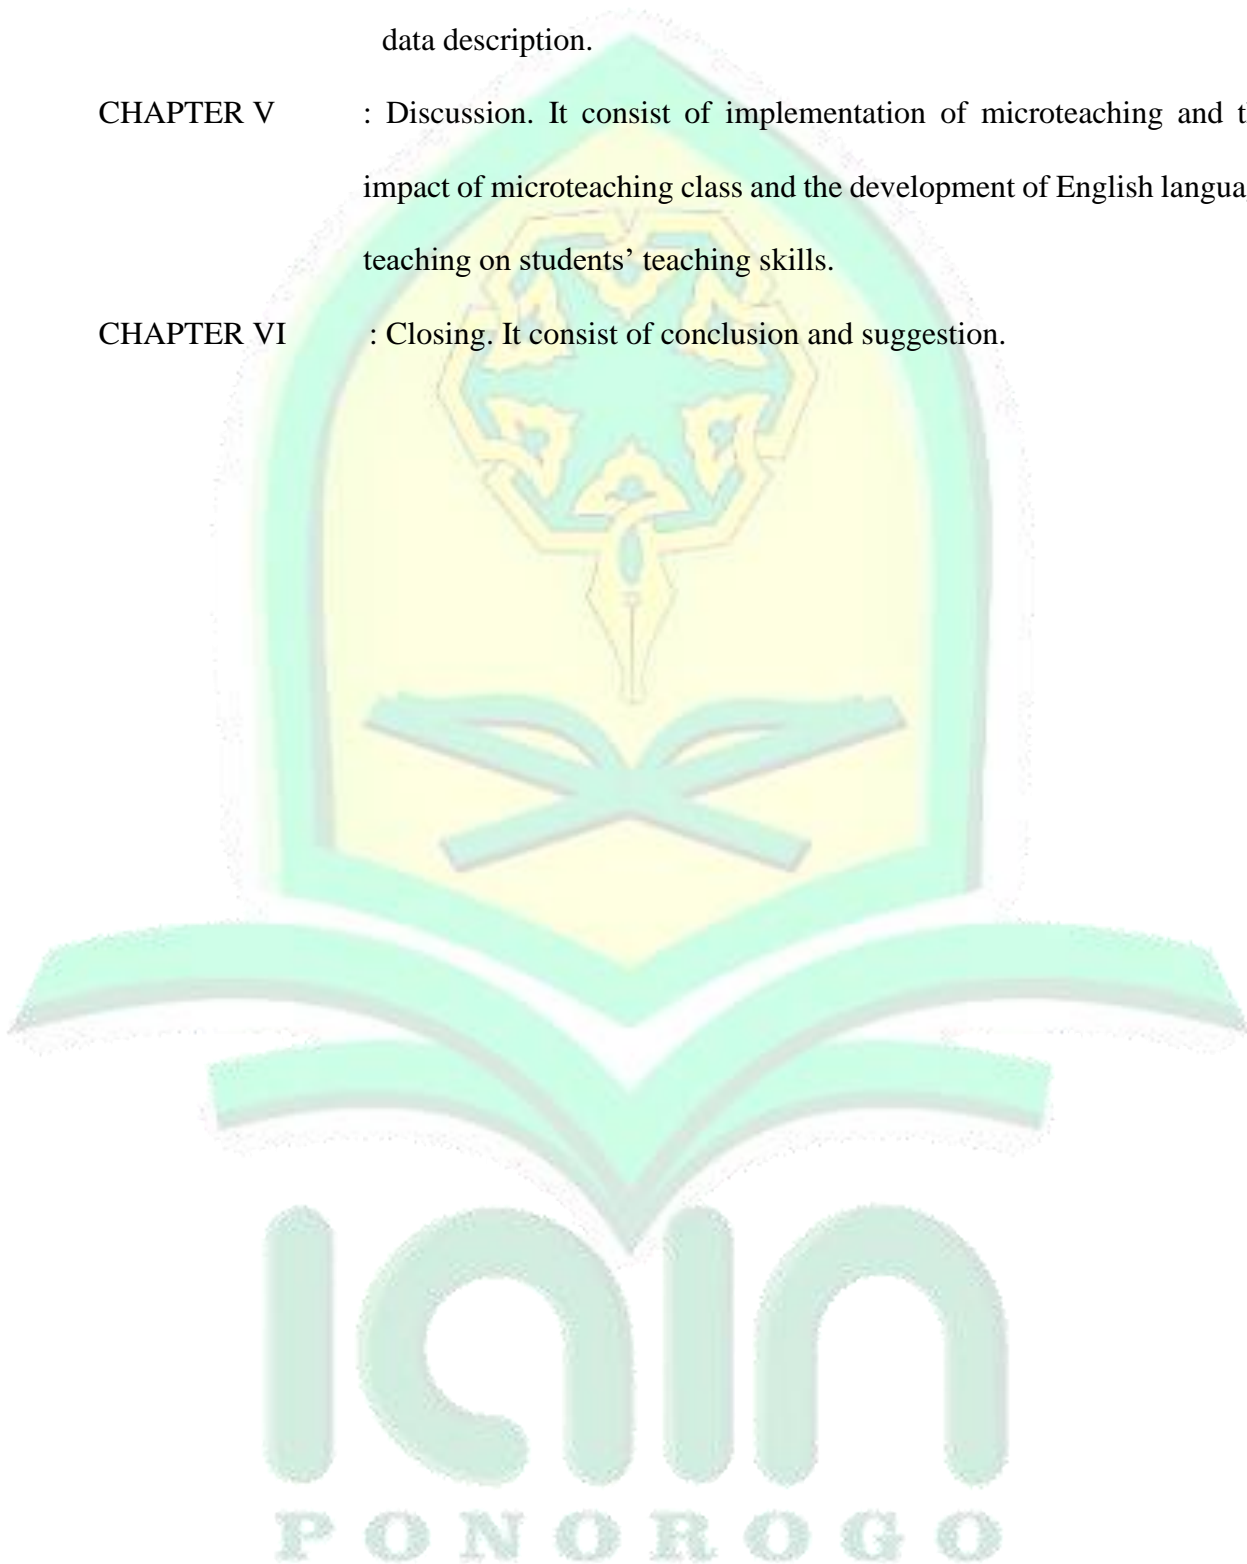 data description.
CHAPTER V : Discussion. It consist of implementation of microteaching and
impact of microteaching class and the development of English
teaching on students’ teaching skills.
CHAPTER VI : Closing. It consist of conclusion and suggestion.
IAIN
PONOROGO